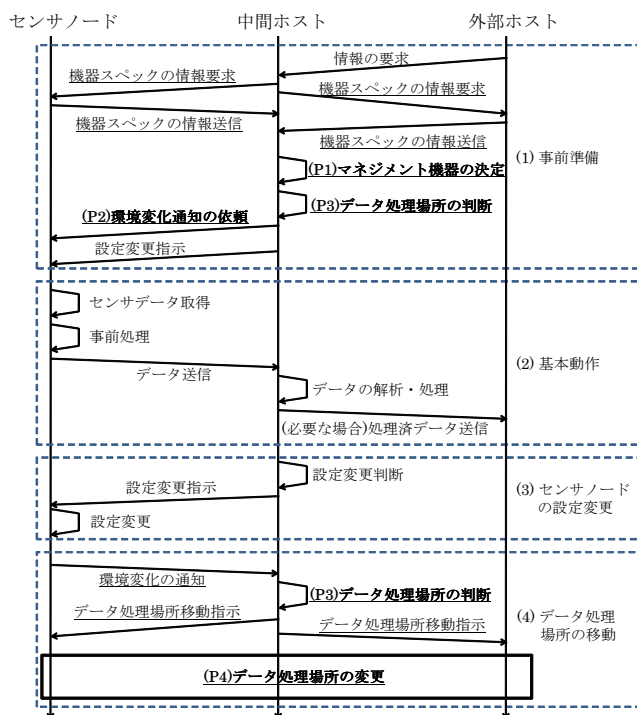 センサノード 中間ホスト 外部ホスト
情報の要求
機器スペックの情報要求
機器スペックの情報要求
機器スペックの情報送信
機器スペックの情報送信
(P1)マネジメント機器の決定
(1) 事前準備
(P3)データ処理場所の判断
(P2)環境変化通知の依頼
設定変更指示
センサデータ取得
事前処理
データ送信
(2) 基本動作
データの解析・処理
(必要な場合)処理済データ送信
設定変更判断
設定変更指示
(3) センサノード
の設定変更
設定変更
環境変化の通知
(P3)データ処理場所の判断
データ処理場所移動指示
データ処理場所移動指示
(4) データ処理
場所の移動
(P4)データ処理場所の変更